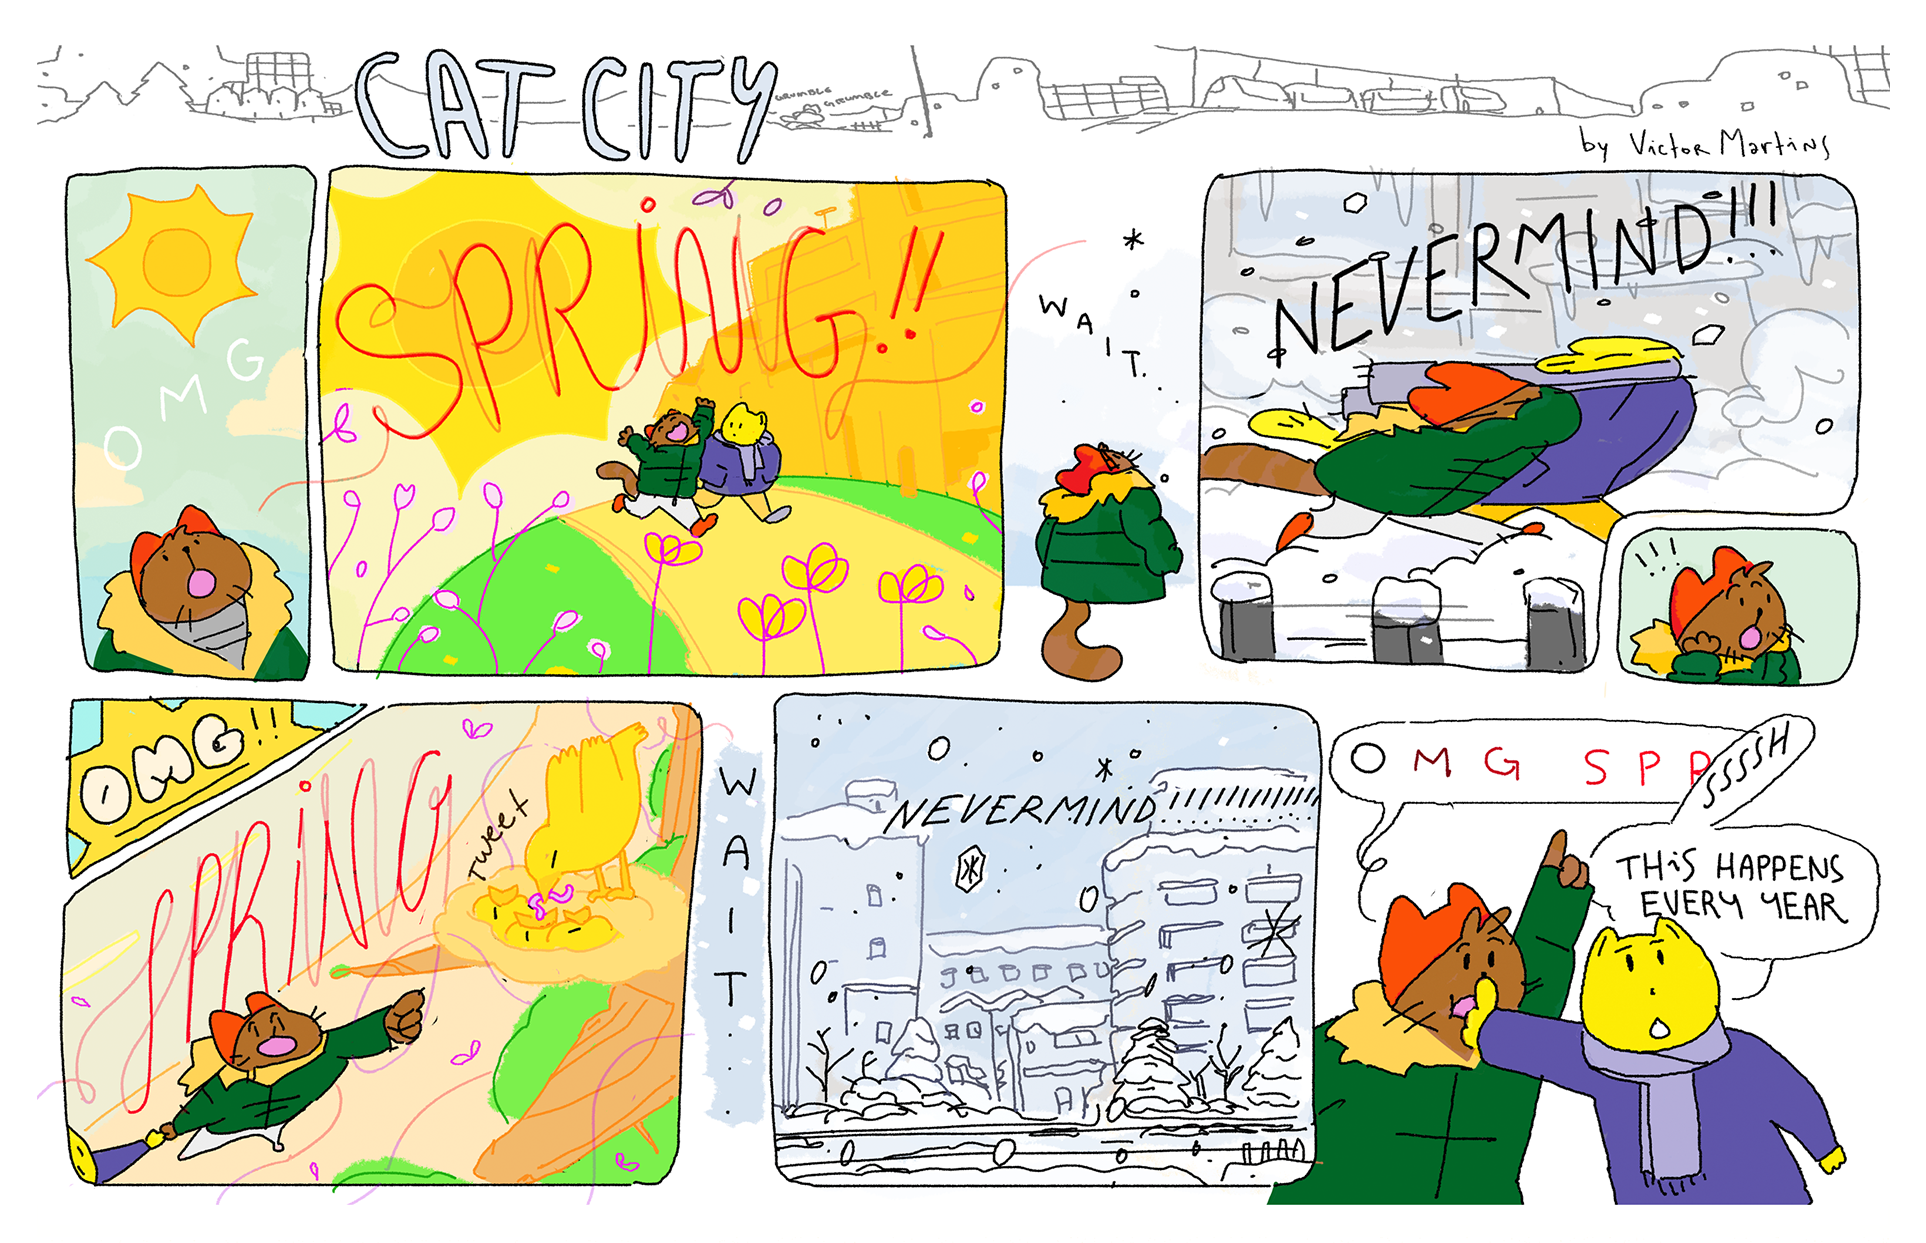 CAT CITY
GRUMBLE
GRUMBLE
by Victor Martins
OMG
SPRING!!
WAIT...
NEVERMIND!!!...
!!!
OMG!!
SPRING
Tweet
WAIT...
NEVERMIND!!!!!!!!!!!!
OMG SPR
SSSSH
THIS HAPPENS
EVERY YEAR